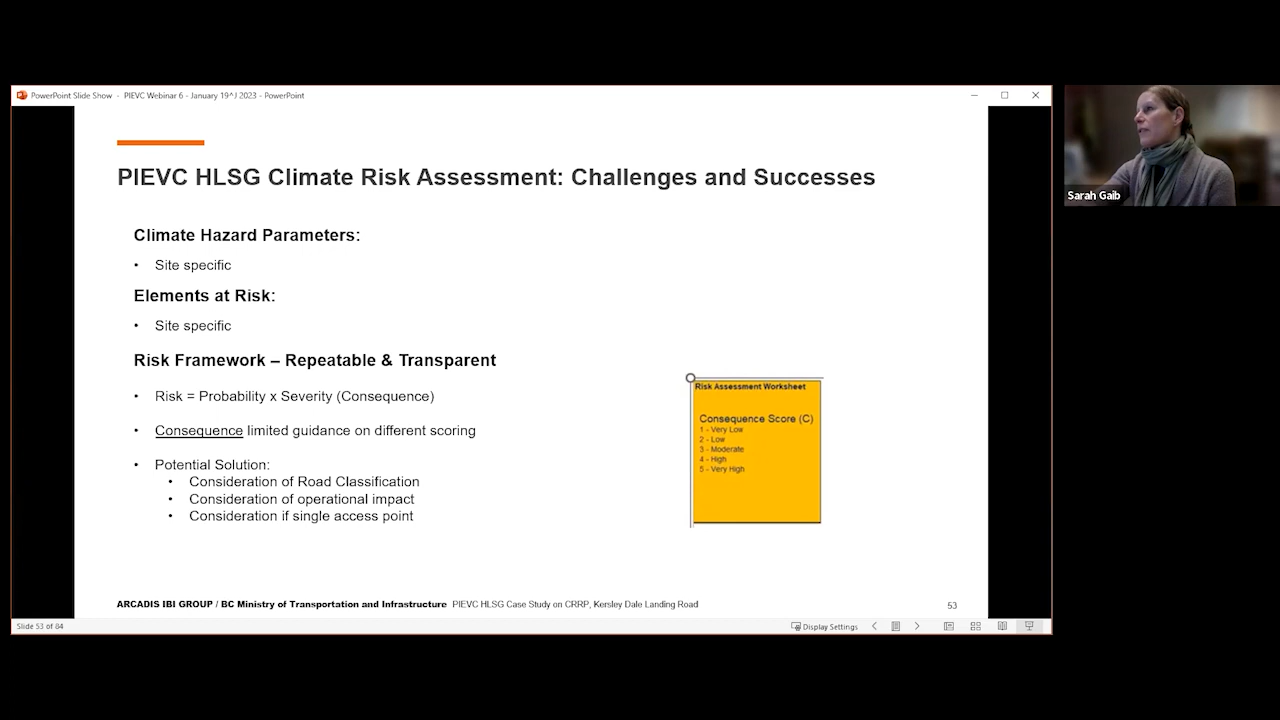 PowerPoint Slide Show - PIEVC Webinar 6 - January 19^J 2023 - PowerPoint
PIEVC HLSG Climate Risk Assessment: Challenges and Successes
Climate Hazard Parameters:
• Site specific
Elements at Risk:
• Site specific
Risk Framework – Repeatable & Transparent
• Risk = Probability x Severity (Consequence)
• Consequence limited guidance on different scoring
• Potential Solution:
• Consideration of Road Classification
• Consideration of operational impact
• Consideration if single access point
Risk Assessment Worksheet
Consequence Score (C)
1 - Very Low
2 - Low
3 - Moderate
4 - High
5 - Very High
ARCADIS IBI GROUP / BC Ministry of Transportation and Infrastructure PIEVC HLSG Case Study on CRRP, Kersley Dale Landing Road
53
Slide 53 of 84
Display Settings
Sarah Gaib